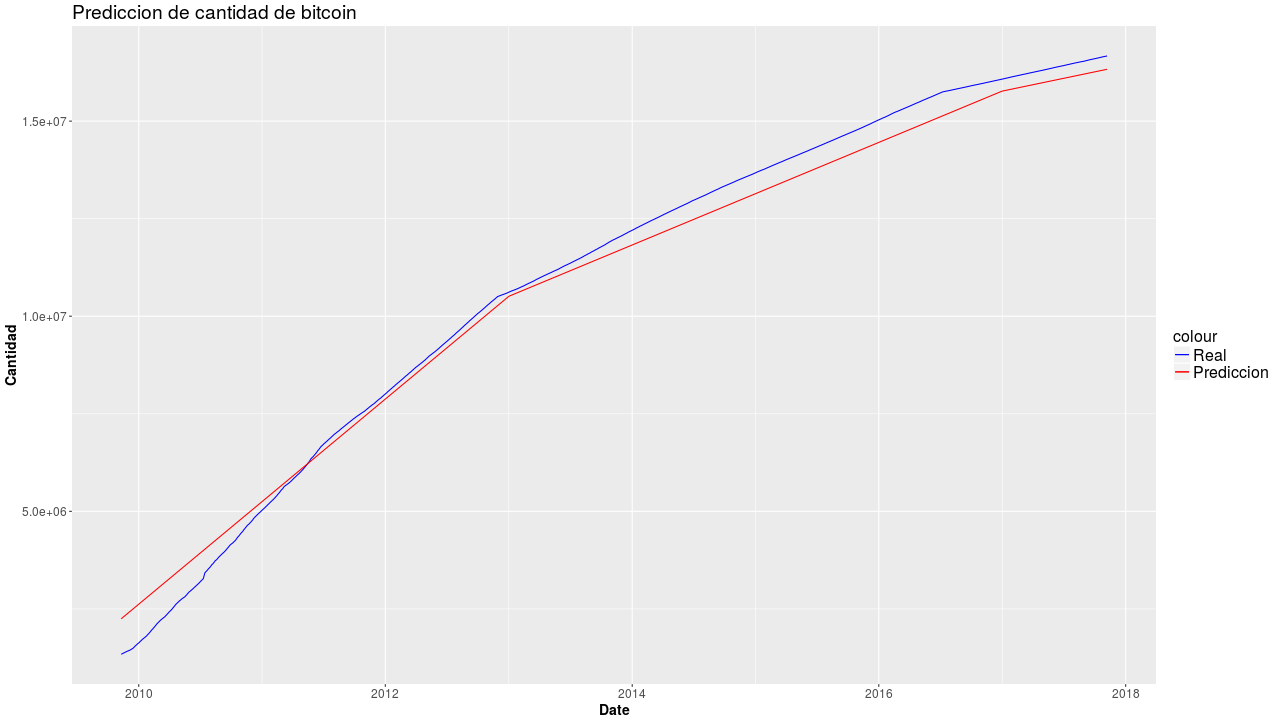 Prediccion de cantidad de bitcoin
Cantidad
1.5e+07
1.0e+07
5.0e+06
2010 2012 2014 2016 2018
Date
colour
Real
Prediccion